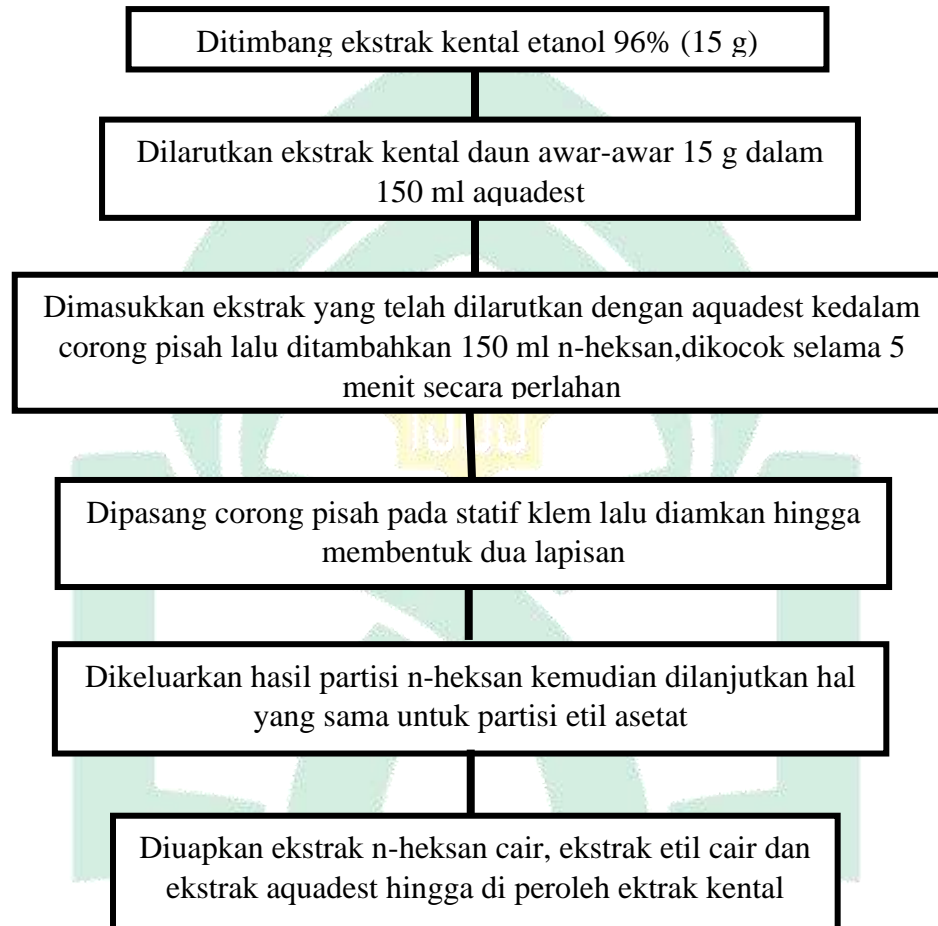 Ditimbang ekstrak kental etanol 96% (15 g)
Dilarutkan ekstrak kental daun awar-awar 15 g dalam
150 ml aquadest
Dimasukkan ekstrak yang telah dilarutkan dengan aquadest kedalam
corong pisah lalu ditambahkan 150 ml n-heksan,dikocok selama 5
menit secara perlahan
Dipasang corong pisah pada statif klem lalu diamkan hingga
membentuk dua lapisan
Dikeluarkan hasil partisi n-heksan kemudian dilanjutkan hal
yang sama untuk partisi etil asetat
Diuapkan ekstrak n-heksan cair, ekstrak etil cair dan
ekstrak aquadest hingga di peroleh ektrak kental